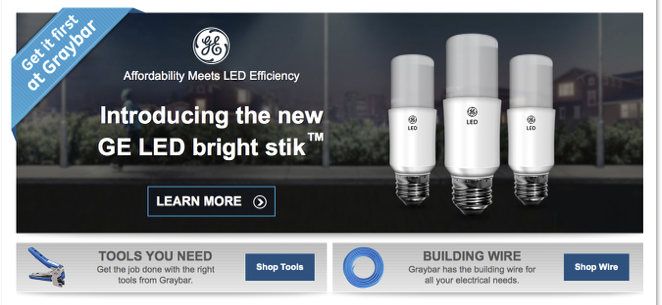 Get it first
at Graybar
GE
Affordability Meets LED Efficiency
Introducing the new
GE LED bright stik™
LEARN MORE
GE
LED
GE
LED
GE
LED
TOOLS YOU NEED
Get the job done with the right
tools from Graybar.
Shop Tools
BUILDING WIRE
Graybar has the building wire for
all your electrical needs.
Shop Wire